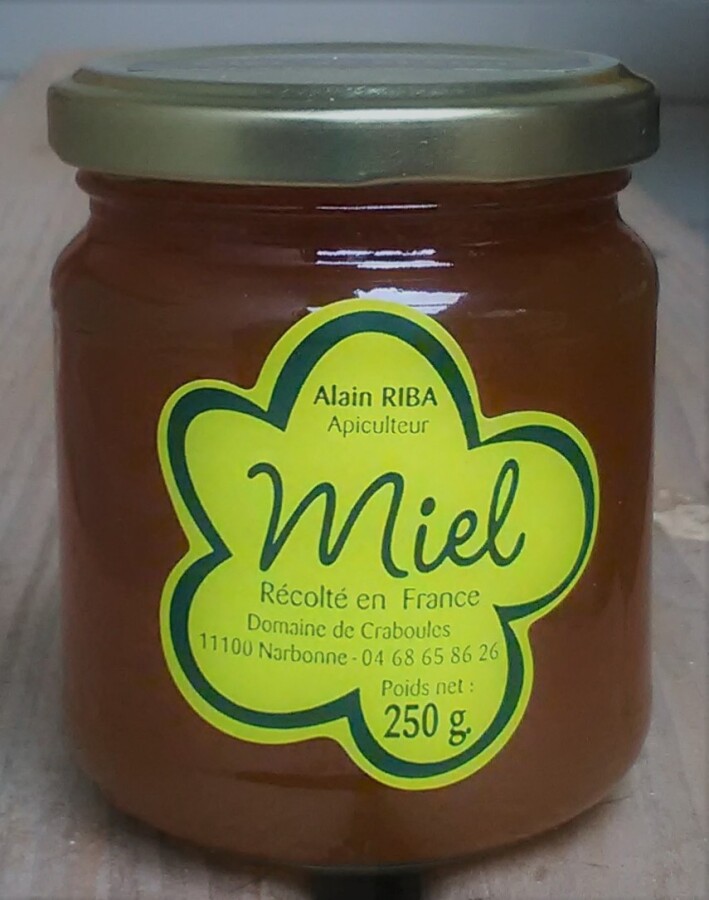 Alain RIBA
Apiculteur
Miel
Récolté en France
Domaine de Craboules
11100 Narbonne - 04 68 65 86 26
Poids net :
250 g.